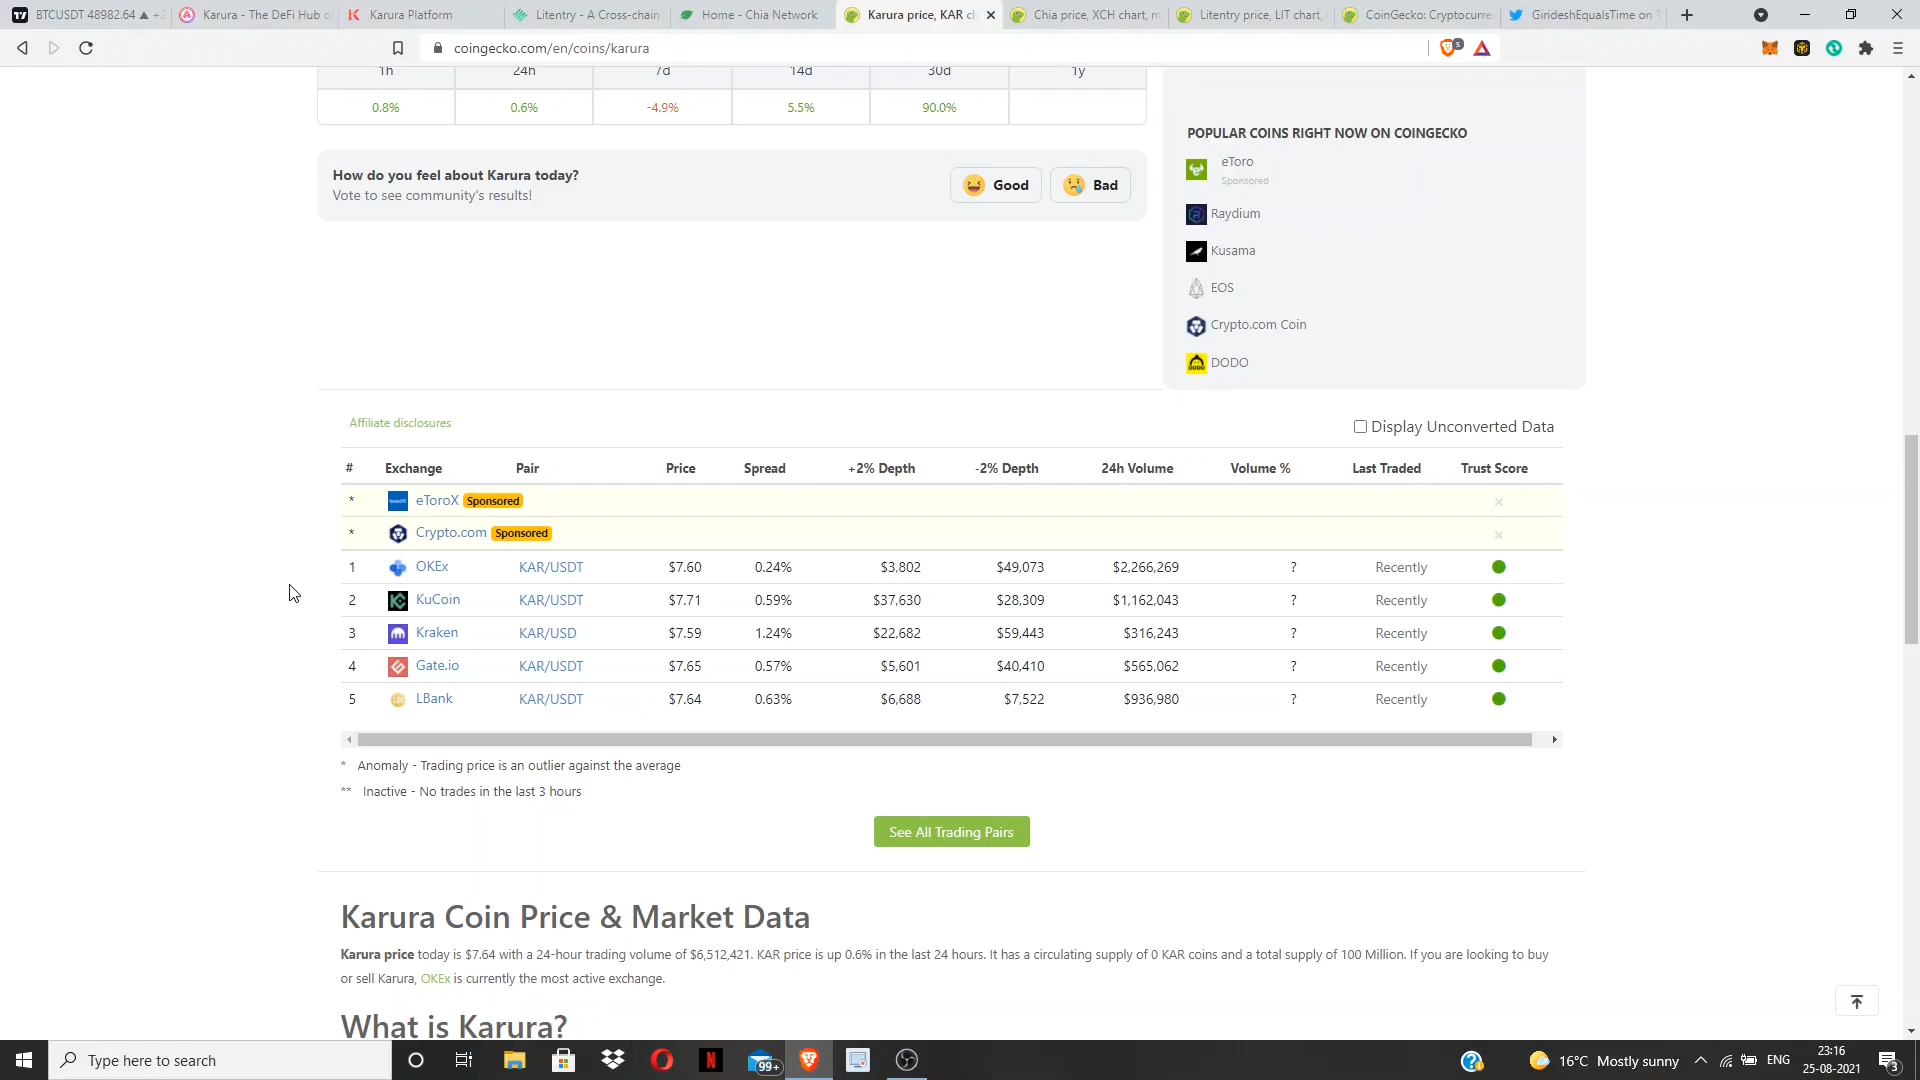 BTCUSDT 48982.64 ▲ +2
Karura - The DeFi Hub o
Karura Platform
Litentry - A Cross-chain
Home - Chia Network
Karura price, KAR ch
Chia price, XCH chart, m
Litentry price, LIT chart,
CoinGecko: Cryptocurre
GirideshEqualsTime on T
coingecko.com/en/coins/karura
5
1h 24h 7d 14d 30d 1y
0.8% 0.6% -4.9% 5.5% 90.0%
How do you feel about Karura today?
Vote to see community's results!
Good
Bad
POPULAR COINS RIGHT NOW ON COINGECKO
eToro
Sponsored
Raydium
Kusama
EOS
Crypto.com Coin
DODO
Affiliate disclosures
Display Unconverted Data
# Exchange Pair Price Spread +2% Depth -2% Depth 24h Volume Volume % Last Traded Trust Score
* eToroX Sponsored
* Crypto.com Sponsored
1 OKEx KAR/USDT $7.60 0.24% $3,802 $49,073 $2,266,269 ? Recently
2 KuCoin KAR/USDT $7.71 0.59% $37,630 $28,309 $1,162,043 ? Recently
3 Kraken KAR/USD $7.59 1.24% $22,682 $59,443 $316,243 ? Recently
4 Gate.io KAR/USDT $7.65 0.57% $5,601 $40,410 $565,062 ? Recently
5 LBank KAR/USDT $7.64 0.63% $6,688 $7,522 $936,980 ? Recently
* Anomaly - Trading price is an outlier against the average
** Inactive - No trades in the last 3 hours
See All Trading Pairs
Karura Coin Price & Market Data
Karura price today is $7.64 with a 24-hour trading volume of $6,512,421. KAR price is up 0.6% in the last 24 hours. It has a circulating supply of 0 KAR coins and a total supply of 100 Million. If you are looking to buy
or sell Karura, OKEx is currently the most active exchange.
What is Karura?
Type here to search
99+
16°C Mostly sunny
ENG
23:16
25-08-2021
3